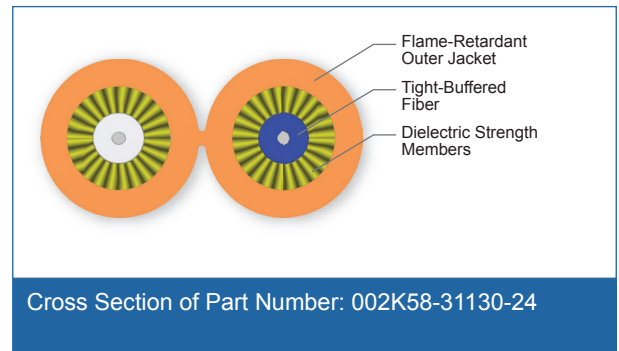 Flame-Retardant
Outer Jacket
Tight-Buffered
Fiber
Dielectric Strength
Members
Cross Section of Part Number: 002K58-31130-24